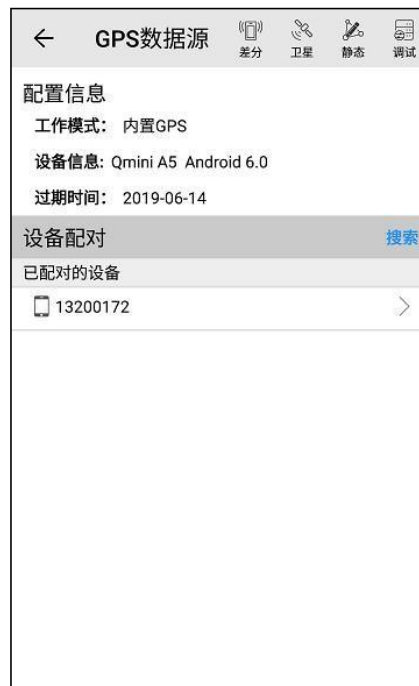 GPS数据源
差分 卫星 静态 调试
配置信息
工作模式： 内置GPS
设备信息: Qmini A5 Android 6.0
过期时间： 2019-06-14
设备配对 搜索
已配对的设备
13200172